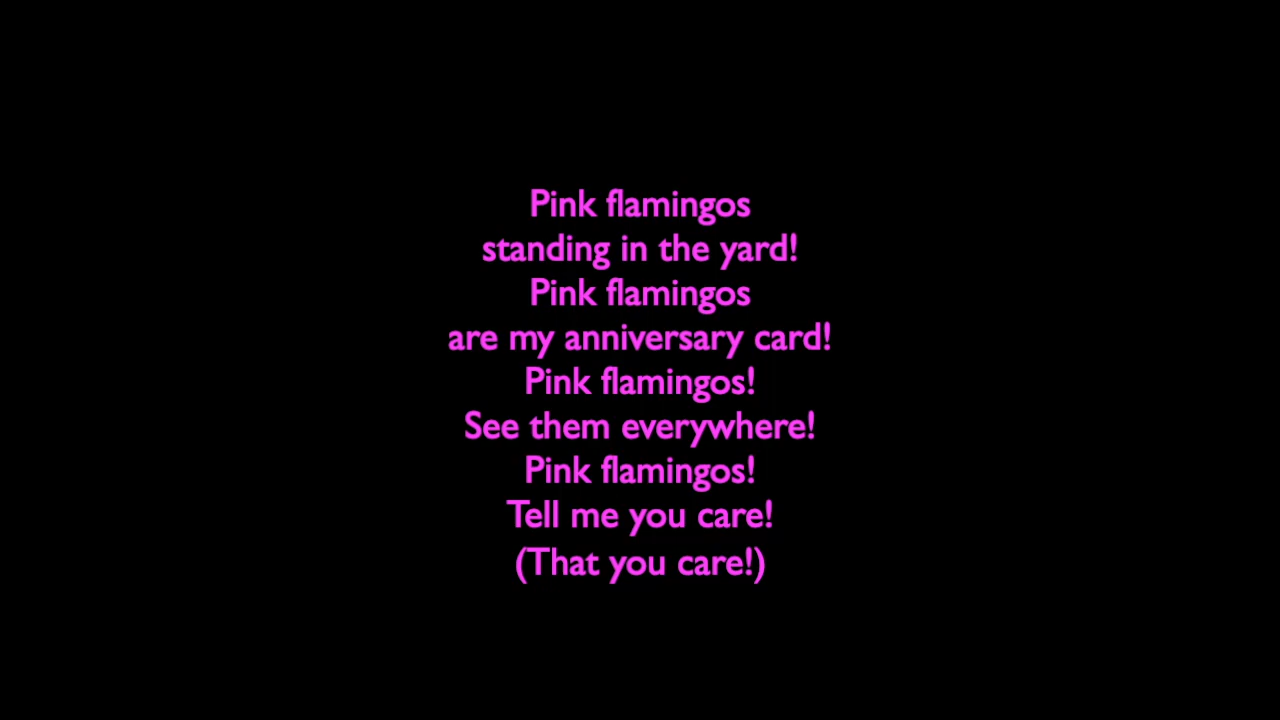 Pink flamingos
standing in the yard!
Pink flamingos
are my anniversary card!
Pink flamingos!
See them everywhere!
Pink flamingos!
Tell me you care!
(That you care!)